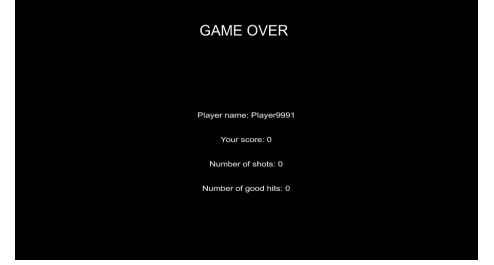 GAME OVER
Player name: Player9991
Your score: 0
Number of shots: 0
Number of good hits: 0